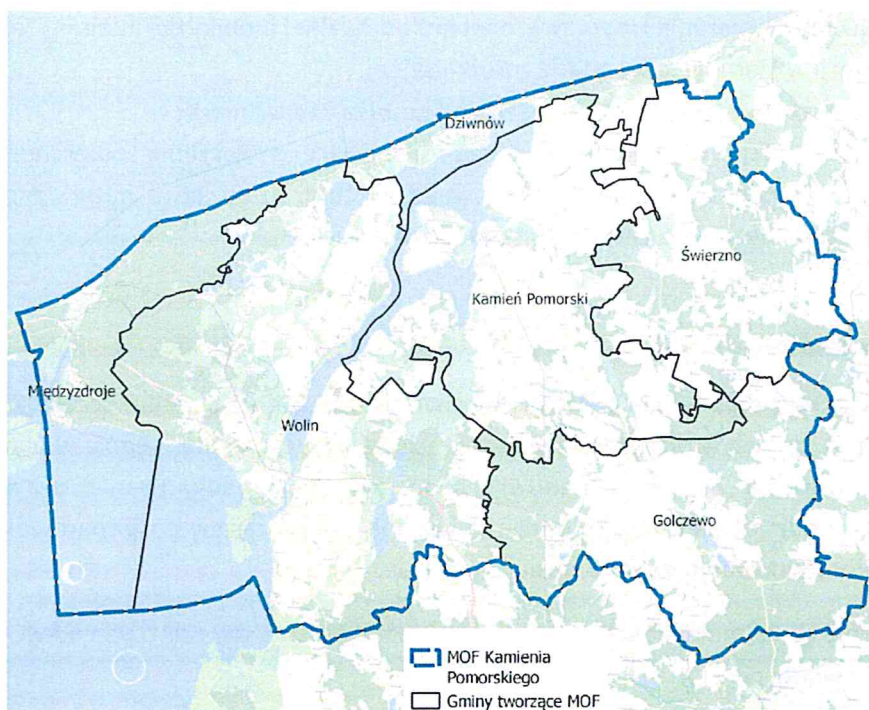 Dziwnów
Świerzno
Kamień Pomorski
Międzyzdroje
Wolin
Golczewo
MOF Kamienia
Pomorskiego
Gminy tworzące MOF